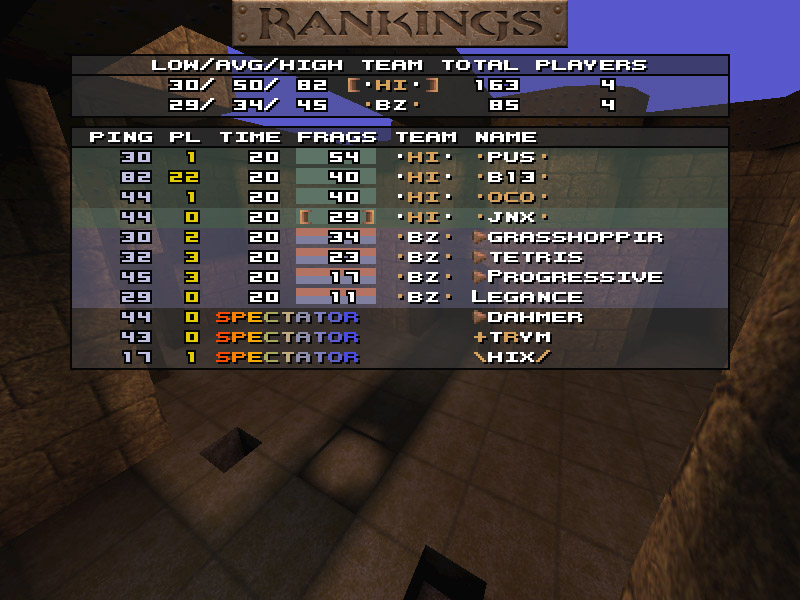 RANKINGS
LOW/AVG/HIGH TEAM TOTAL PLAYERS
30/ 50/ 82 [·HI·] 163 4
29/ 34/ 45 ·BZ· 85 4
PING PL TIME FRAGS TEAM NAME
30 1 20 54 ·HI· ·PUS·
82 22 20 40 ·HI· ·B13·
44 1 20 40 ·HI· ·OCO·
44 0 20 [ 29 ] ·HI· ·JNX·
30 2 20 34 ·BZ· GRASSHOPPIR
32 3 20 23 ·BZ· TETRIS
45 3 20 17 ·BZ· PROGRESSIVE
29 0 20 11 ·BZ· LEGANCE
44 0 SPECTATOR DAHMER
43 0 SPECTATOR +TRYM
17 1 SPECTATOR \HIX/